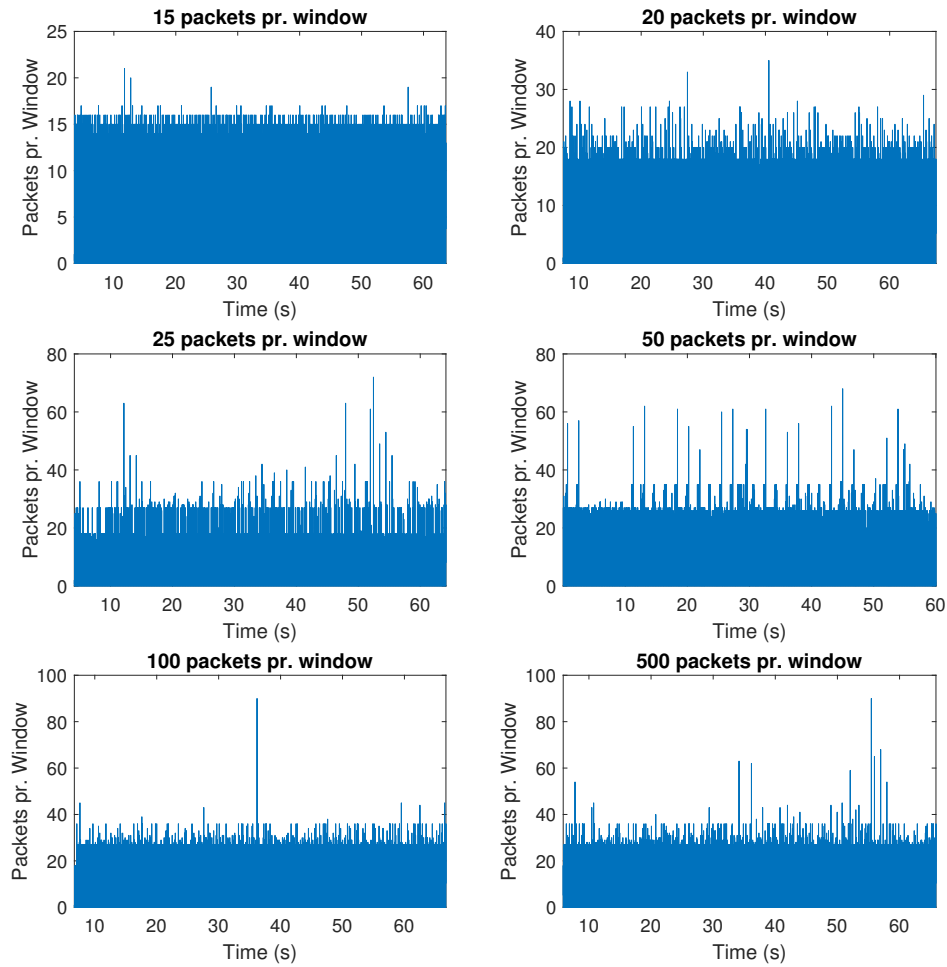 15 packets pr. window
25
20
15
10
5
0
Packets pr. Window
10 20 30 40 50 60
Time (s)
20 packets pr. window
40
30
20
10
0
Packets pr. Window
10 20 30 40 50 60
Time (s)
25 packets pr. window
80
60
40
20
0
Packets pr. Window
10 20 30 40 50 60
Time (s)
50 packets pr. window
80
60
40
20
0
Packets pr. Window
10 20 30 40 50 60
Time (s)
100 packets pr. window
100
80
60
40
20
0
Packets pr. Window
10 20 30 40 50 60
Time (s)
500 packets pr. window
100
80
60
40
20
0
Packets pr. Window
10 20 30 40 50 60
Time (s)